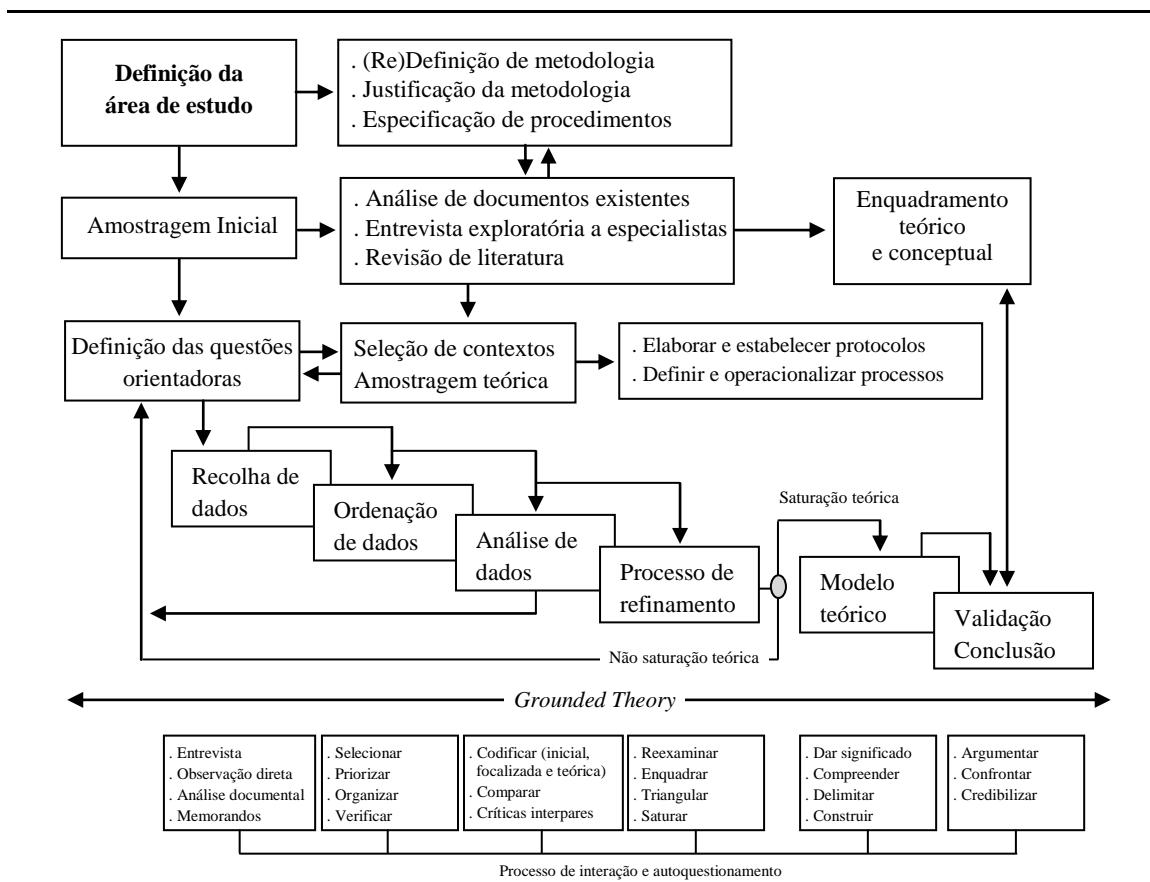 Definição da
área de estudo
. (Re)Definição de metodologia
. Justificação da metodologia
. Especificação de procedimentos
Amostragem Inicial
. Análise de documentos existentes
. Entrevista exploratória a especialistas
. Revisão de literatura
Enquadramento
teórico
e conceptual
Definição das questões
orientadoras
Seleção de contextos
Amostragem teórica
. Elaborar e estabelecer protocolos
. Definir e operacionalizar processos
Recolha de
dados
Ordenação
de dados
Análise de
dados
Processo de
refinamento
Saturação teórica
Modelo
teórico
Validação
Conclusão
Não saturação teórica
Grounded Theory
. Entrevista
. Observação direta
. Análise documental
. Memorandos
. Selecionar
. Priorizar
. Organizar
. Verificar
. Codificar (inicial,
focalizada e teórica)
. Comparar
. Críticas interpares
. Reexaminar
. Enquadrar
. Triangular
. Saturar
. Dar significado
. Compreender
. Delimitar
. Construir
. Argumentar
. Confrontar
. Credibilizar
Processo de interação e autoquestionamento